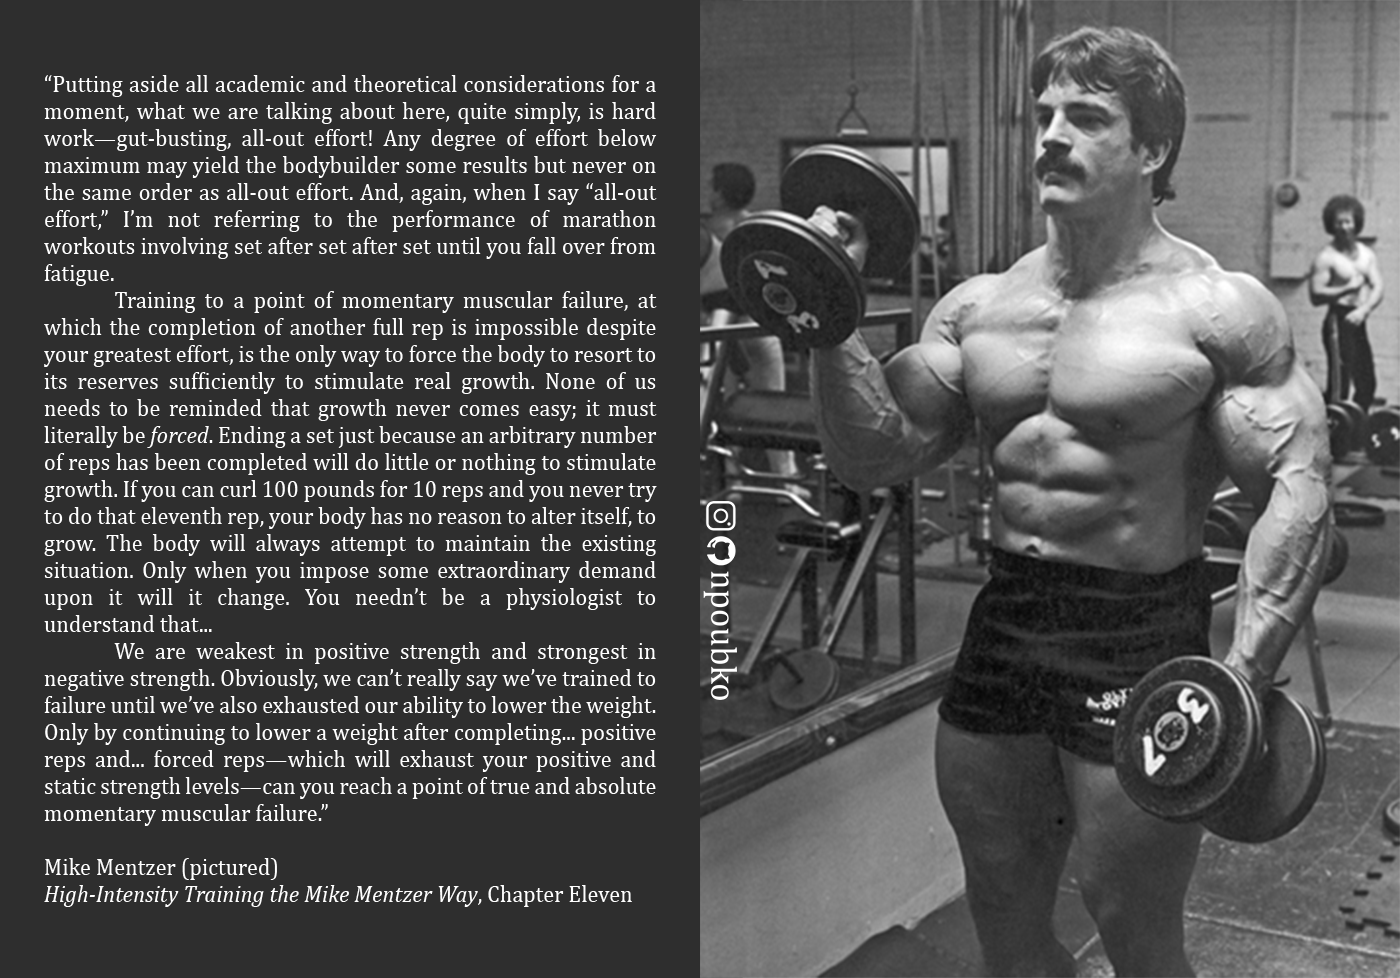 “Putting aside all academic and theoretical considerations for a
moment, what we are talking about here, quite simply, is hard
work—gut-busting, all-out effort! Any degree of effort below
maximum may yield the bodybuilder some results but never on
the same order as all-out effort. And, again, when I say “all-out
effort,” I’m not referring to the performance of marathon
workouts involving set after set after set until you fall over from
fatigue.
Training to a point of momentary muscular failure, at
which the completion of another full rep is impossible despite
your greatest effort, is the only way to force the body to resort to
its reserves sufficiently to stimulate real growth. None of us
needs to be reminded that growth never comes easy; it must
literally be forced. Ending a set just because an arbitrary number
of reps has been completed will do little or nothing to stimulate
growth. If you can curl 100 pounds for 10 reps and you never try
to do that eleventh rep, your body has no reason to alter itself, to
grow. The body will always attempt to maintain the existing
situation. Only when you impose some extraordinary demand
upon it will it change. You needn’t be a physiologist to
understand that...
We are weakest in positive strength and strongest in
negative strength. Obviously, we can’t really say we’ve trained to
failure until we’ve also exhausted our ability to lower the weight.
Only by continuing to lower a weight after completing... positive
reps and... forced reps—which will exhaust your positive and
static strength levels—can you reach a point of true and absolute
momentary muscular failure.”
Mike Mentzer (pictured)
High-Intensity Training the Mike Mentzer Way, Chapter Eleven
npoubko